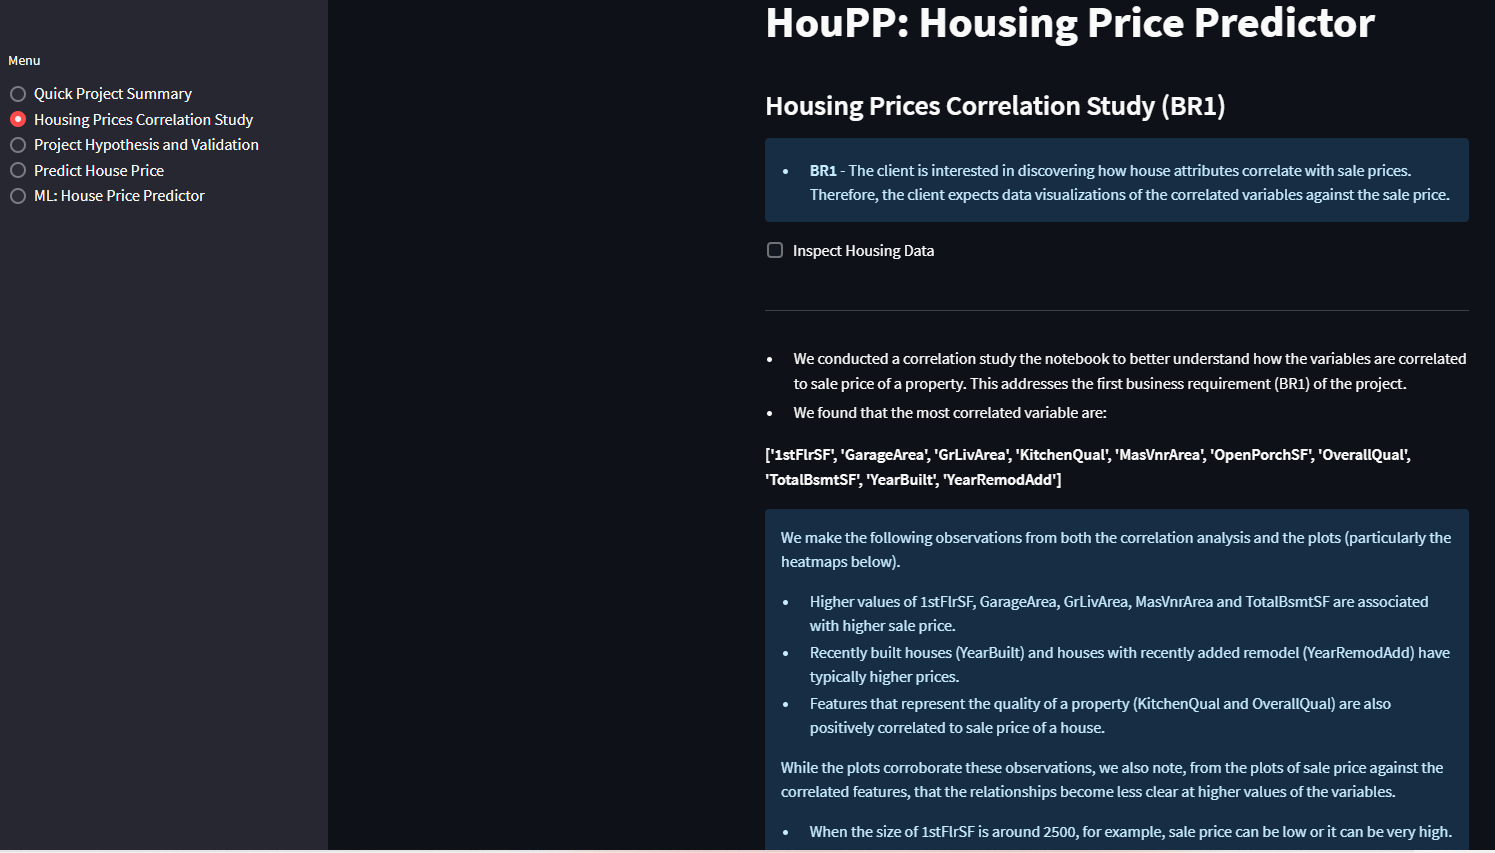 Menu
Quick Project Summary
Housing Prices Correlation Study
Project Hypothesis and Validation
Predict House Price
ML: House Price Predictor
HouPP: Housing Price Predictor
Housing Prices Correlation Study (BR1)
• BR1 - The client is interested in discovering how house attributes correlate with sale prices.
Therefore, the client expects data visualizations of the correlated variables against the sale price.
Inspect Housing Data
• We conducted a correlation study the notebook to better understand how the variables are correlated
to sale price of a property. This addresses the first business requirement (BR1) of the project.
• We found that the most correlated variable are:
['1stFlrSF', 'GarageArea', 'GrLivArea', 'KitchenQual', 'MasVnrArea', 'OpenPorchSF', 'OverallQual',
'TotalBsmtSF', 'YearBuilt', 'YearRemodAdd']
We make the following observations from both the correlation analysis and the plots (particularly the
heatmaps below).
• Higher values of 1stFlrSF, GarageArea, GrLivArea, MasVnrArea and TotalBsmtSF are associated
with higher sale price.
• Recently built houses (YearBuilt) and houses with recently added remodel (YearRemodAdd) have
typically higher prices.
• Features that represent the quality of a property (KitchenQual and OverallQual) are also
positively correlated to sale price of a house.
While the plots corroborate these observations, we also note, from the plots of sale price against the
correlated features, that the relationships become less clear at higher values of the variables.
• When the size of 1stFlrSF is around 2500, for example, sale price can be low or it can be very high.